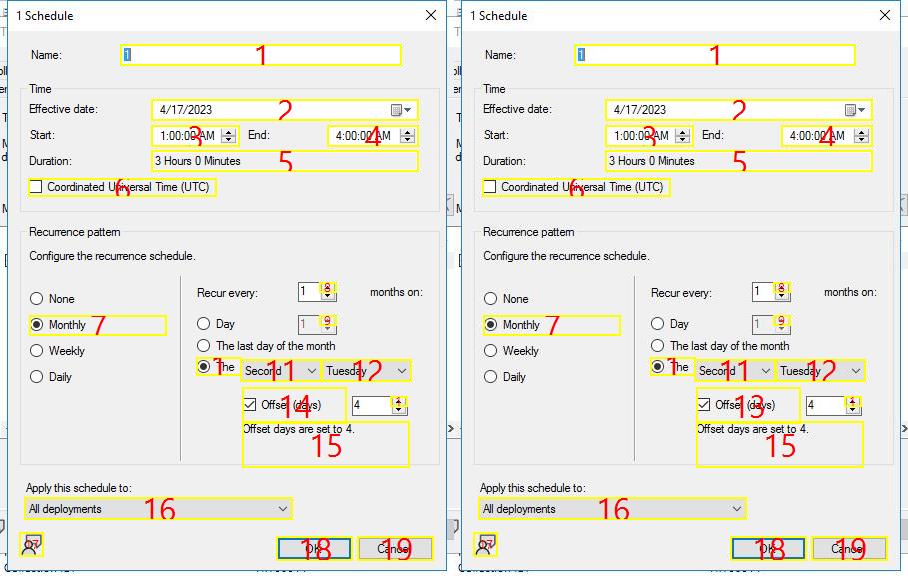 1 Schedule
Name: 1 1
Time
Effective date: 4/17/2023 2
Start: 1:00:00 AM 3 End: 4:00:00 AM 4
Duration: 3 Hours 0 Minutes 5
Coordinated Universal Time (UTC) 6
Recurrence pattern
Configure the recurrence schedule.
None
Monthly 7
Weekly
Daily
Recur every: 1 8 months on:
Day 1 9
The last day of the month
The Second 11 Tuesday 12
Offset (days) 14 4
Offset days are set to 4.
15
Apply this schedule to:
All deployments 16
OK 18 Cancel 19
1 Schedule
Name: 1 1
Time
Effective date: 4/17/2023 2
Start: 1:00:00 AM 3 End: 4:00:00 AM 4
Duration: 3 Hours 0 Minutes 5
Coordinated Universal Time (UTC) 6
Recurrence pattern
Configure the recurrence schedule.
None
Monthly 7
Weekly
Daily
Recur every: 1 8 months on:
Day 1 9
The last day of the month
The Second 11 Tuesday 12
Offset (days) 13 4
Offset days are set to 4.
15
Apply this schedule to:
All deployments 16
OK 18 Cancel 19